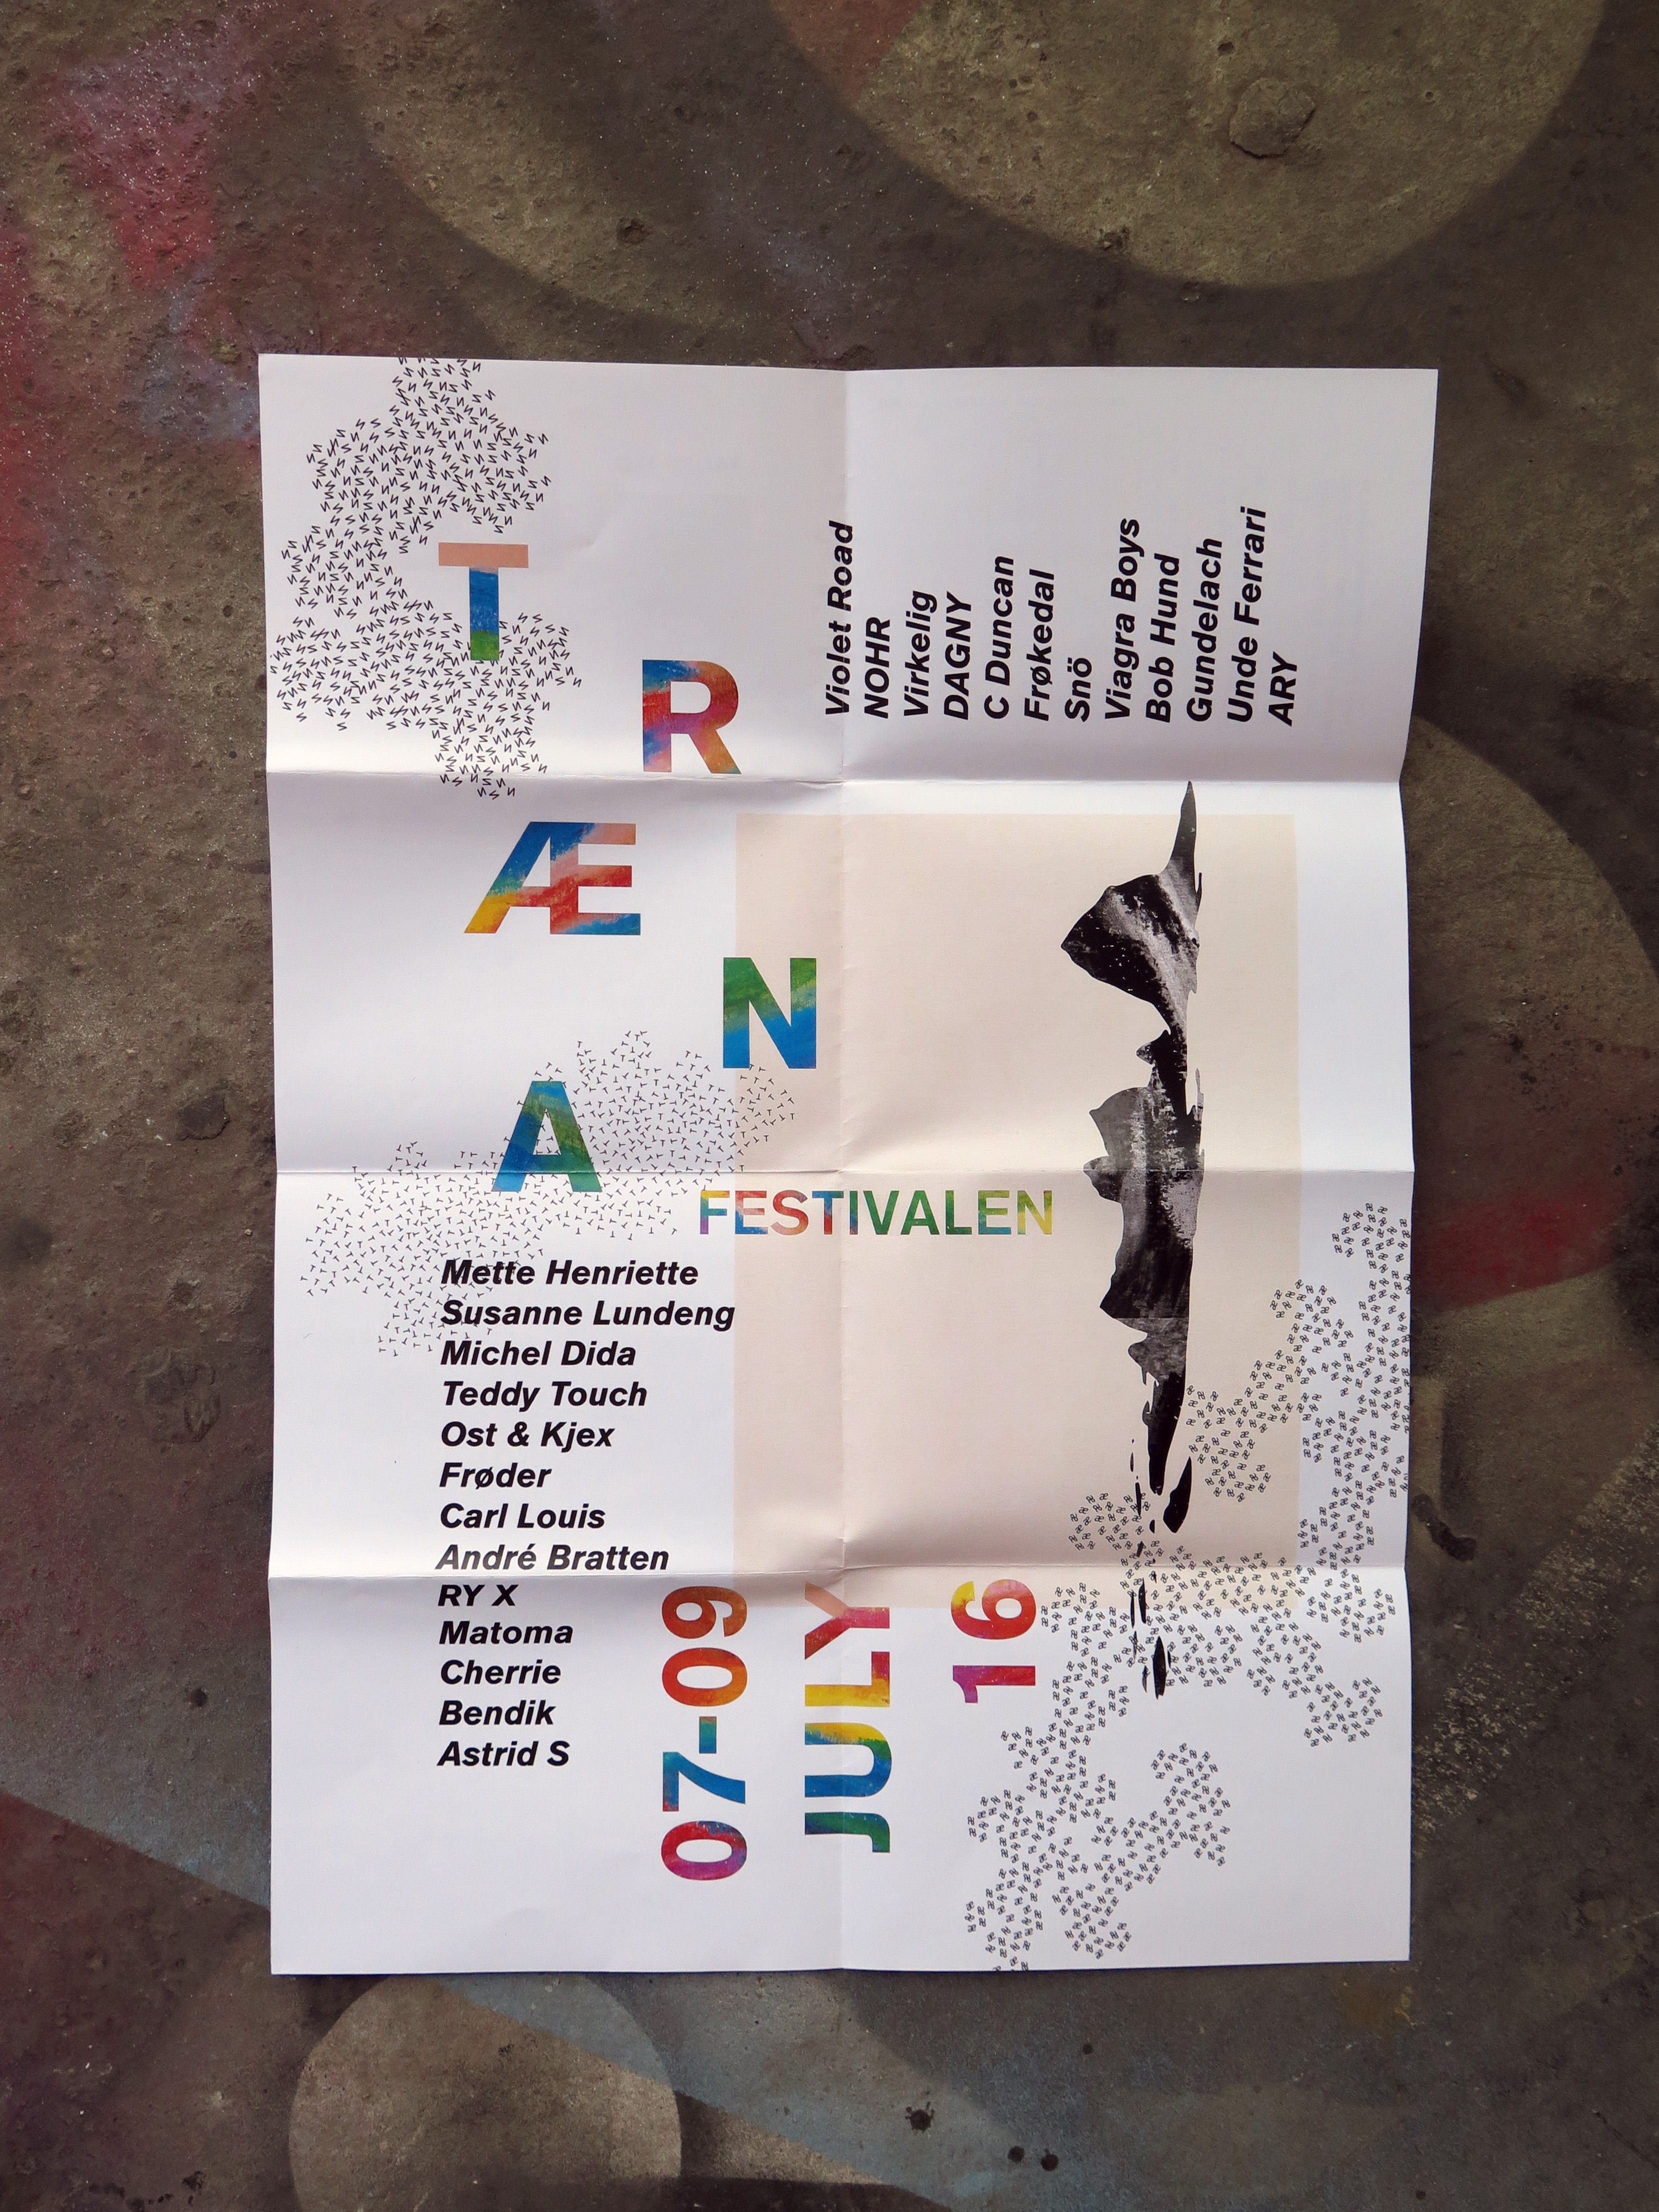 TRÆNA
FESTIVALEN
Violet Road
NOHR
Virkelig
DAGNY
C Duncan
Frøkedal
Snö
Viagra Boys
Bob Hund
Gundelach
Unde Ferrari
ARY
Mette Henriette
Susanne Lundeng
Michel Dida
Teddy Touch
Ost & Kjex
Frøder
Carl Louis
André Bratten
RY X
Matoma
Cherrie
Bendik
Astrid S
07-09
JULY
16